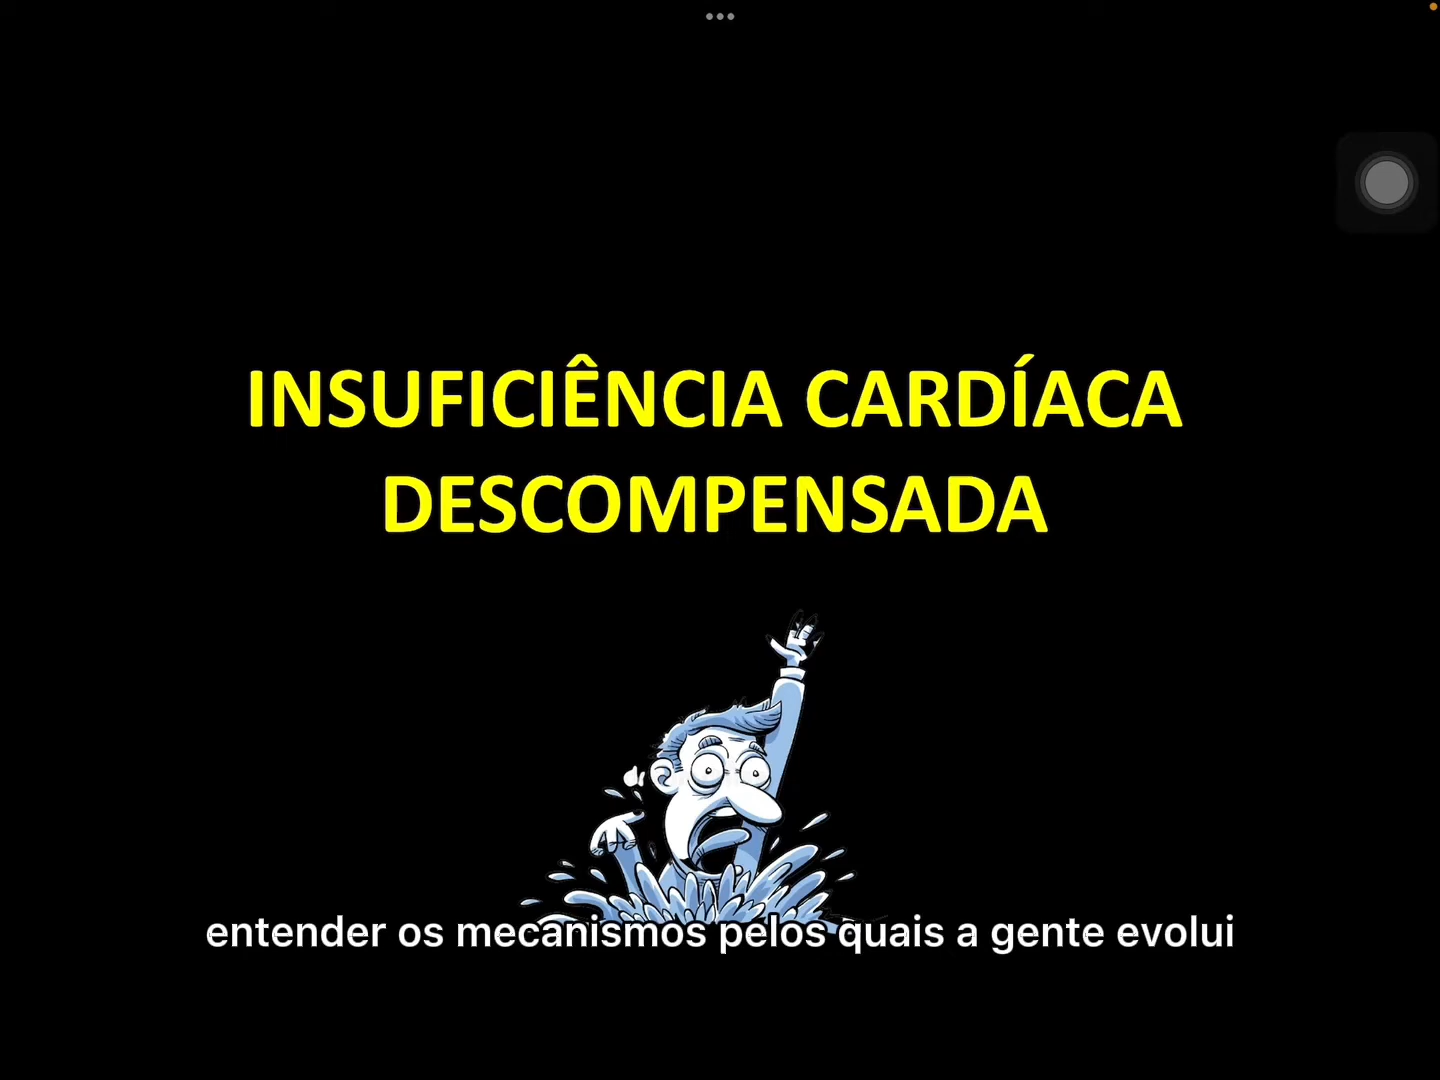 INSUFICIÊNCIA CARDÍACA
DESCOMPENSADA
entender os mecanismos pelos quais a gente evolui